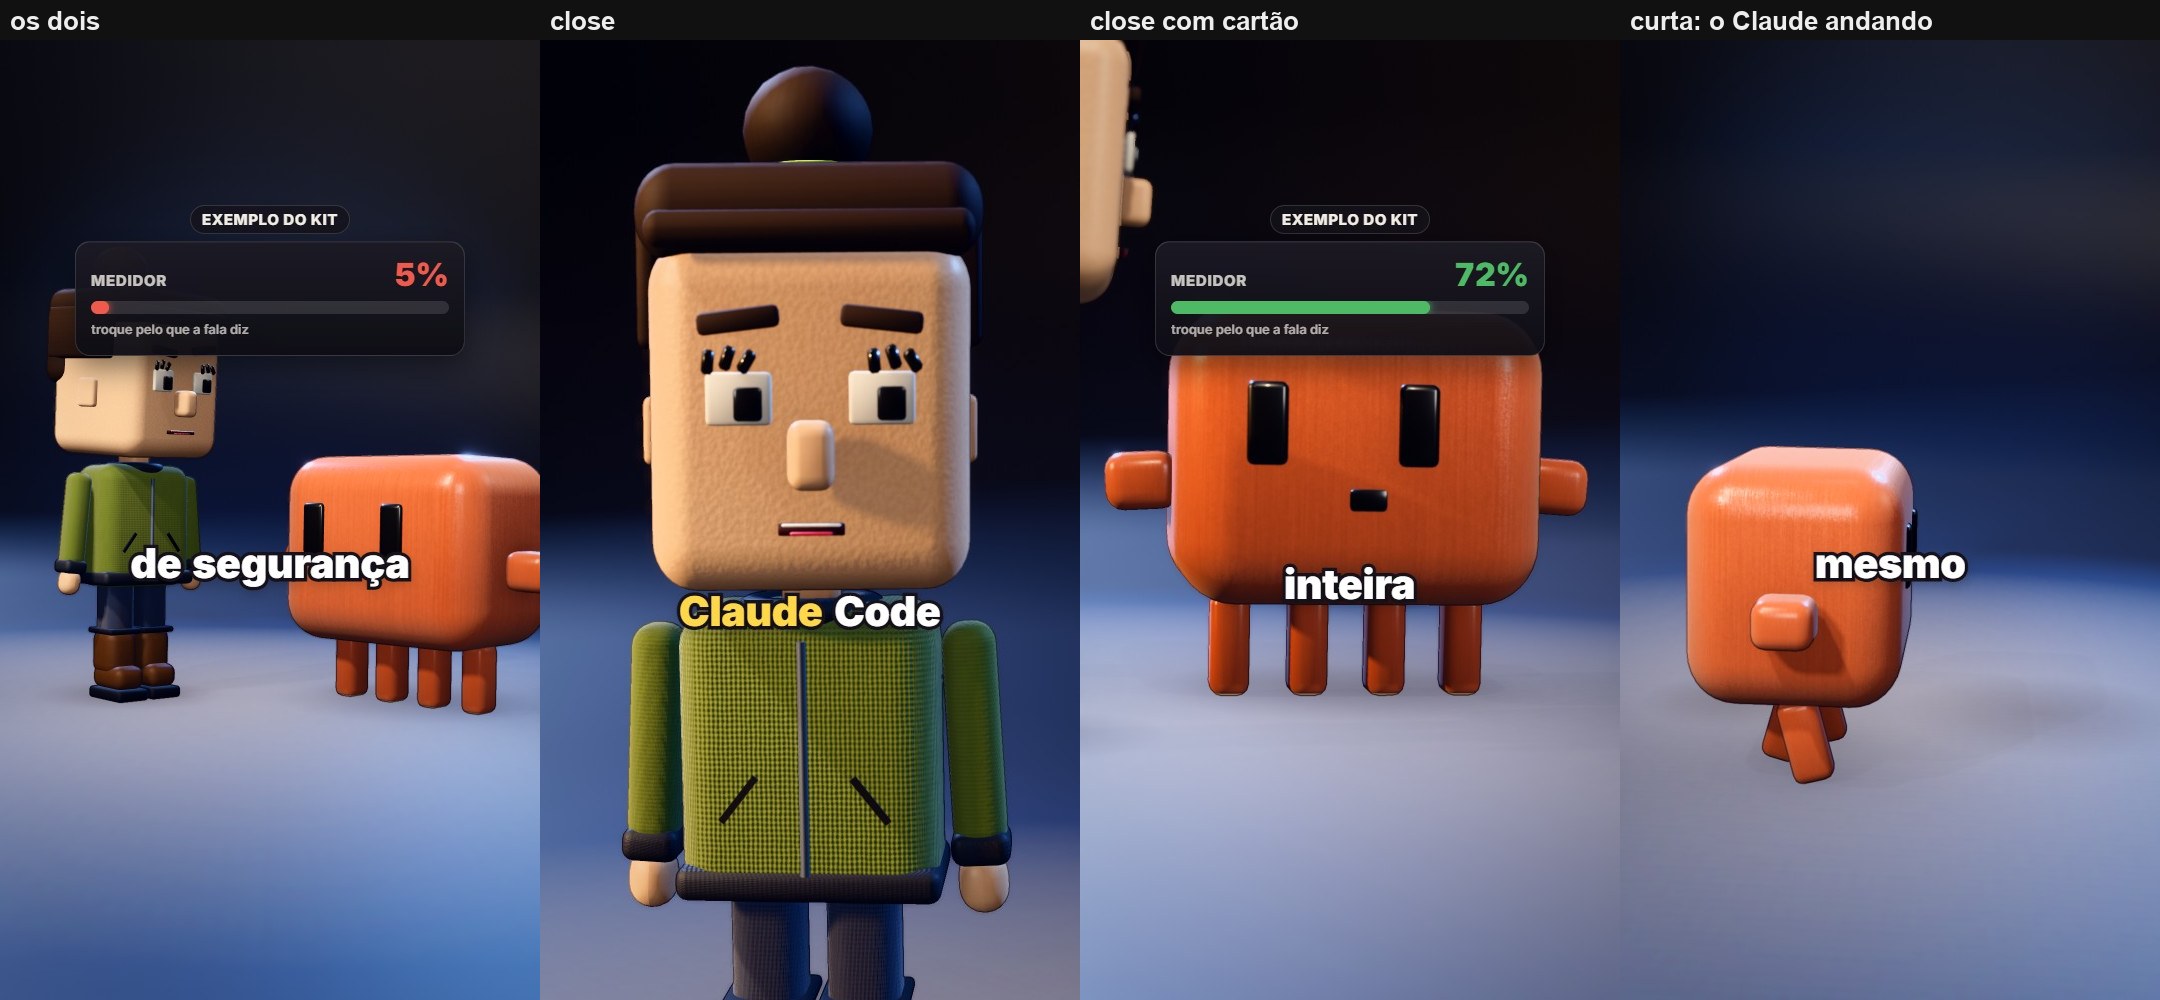 os dois
EXEMPLO DO KIT
MEDIDOR 5%
troque pelo que a fala diz
de segurança
close
Claude Code
close com cartão
EXEMPLO DO KIT
MEDIDOR 72%
troque pelo que a fala diz
inteira
curta: o Claude andando
mesmo